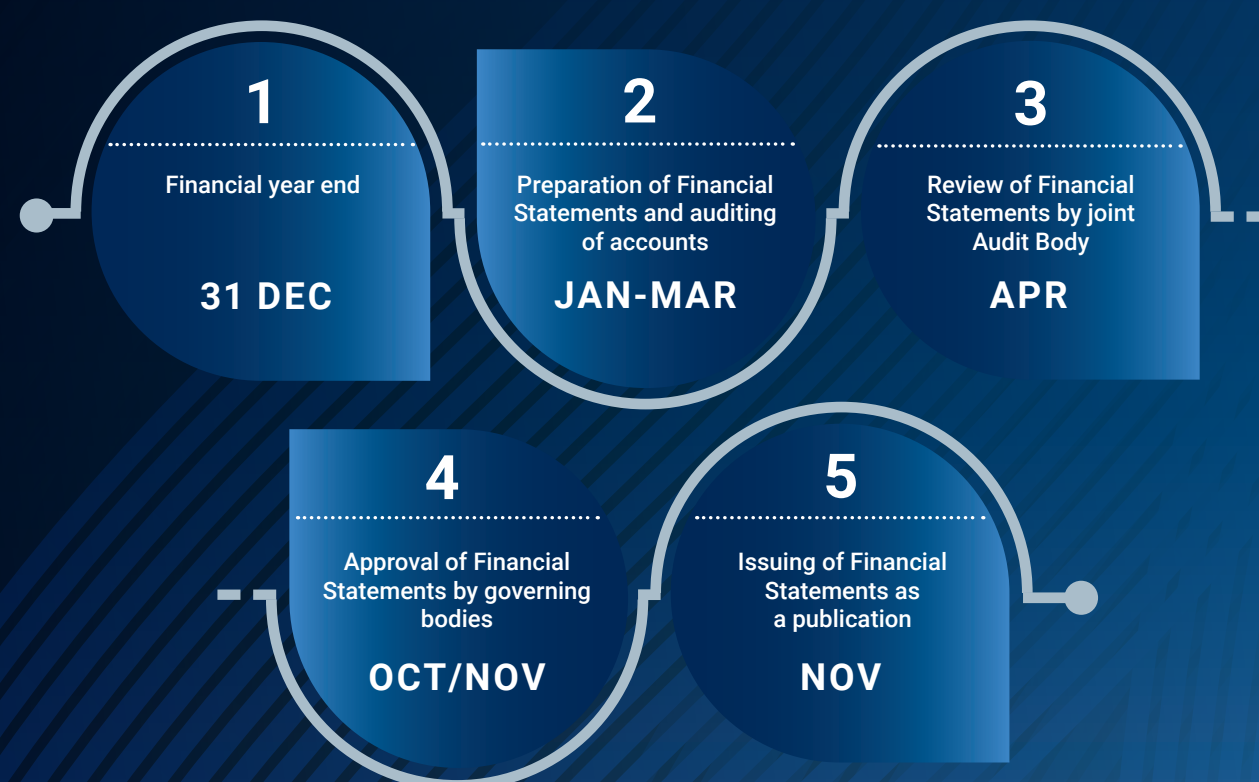 1
Financial year end
31 DEC
2
Preparation of Financial
Statements and auditing
of accounts
JAN-MAR
3
Review of Financial
Statements by joint
Audit Body
APR
4
Approval of Financial
Statements by governing
bodies
OCT/NOV
5
Issuing of Financial
Statements as
a publication
NOV